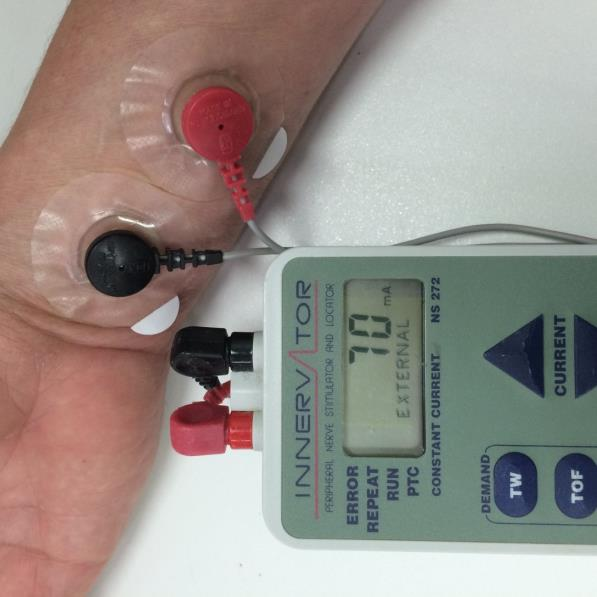 INNERVATOR
PERIPHERAL NERVE STIMULATOR AND LOCATOR
70 mA
EXTERNAL
ERROR
REPEAT
RUN
PTC
CONSTANT CURRENT NS 272
DEMAND
TW
TOF
CURRENT